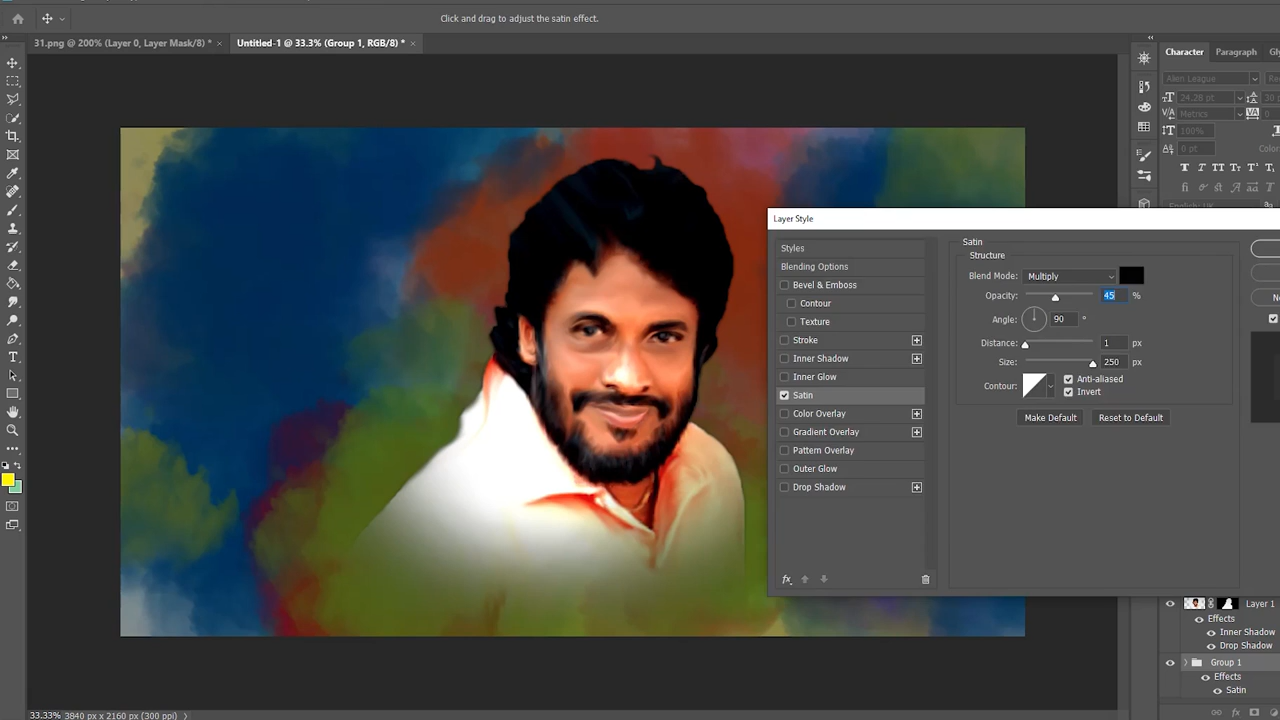 Click and drag to adjust the satin effect.
31.png @ 200% (Layer 0, Layer Mask/8) * ×
Untitled-1 @ 33.3% (Group 1, RGB/8) * ×
Character Paragraph
Alien League
24.28 pt
Metrics
100%
0 pt
English: UK
Layer Style
Styles
Blending Options
Bevel & Emboss
Contour
Texture
Stroke
Inner Shadow
Inner Glow
Satin
Color Overlay
Gradient Overlay
Pattern Overlay
Outer Glow
Drop Shadow
Satin
Structure
Blend Mode: Multiply
Opacity: 45 %
Angle: 90 °
Distance: 1 px
Size: 250 px
Contour: Anti-aliased
Invert
Make Default Reset to Default
Layer 1
Effects
Inner Shadow
Drop Shadow
Group 1
Effects
Satin
33.33% 3840 px x 2160 px (300 ppi)